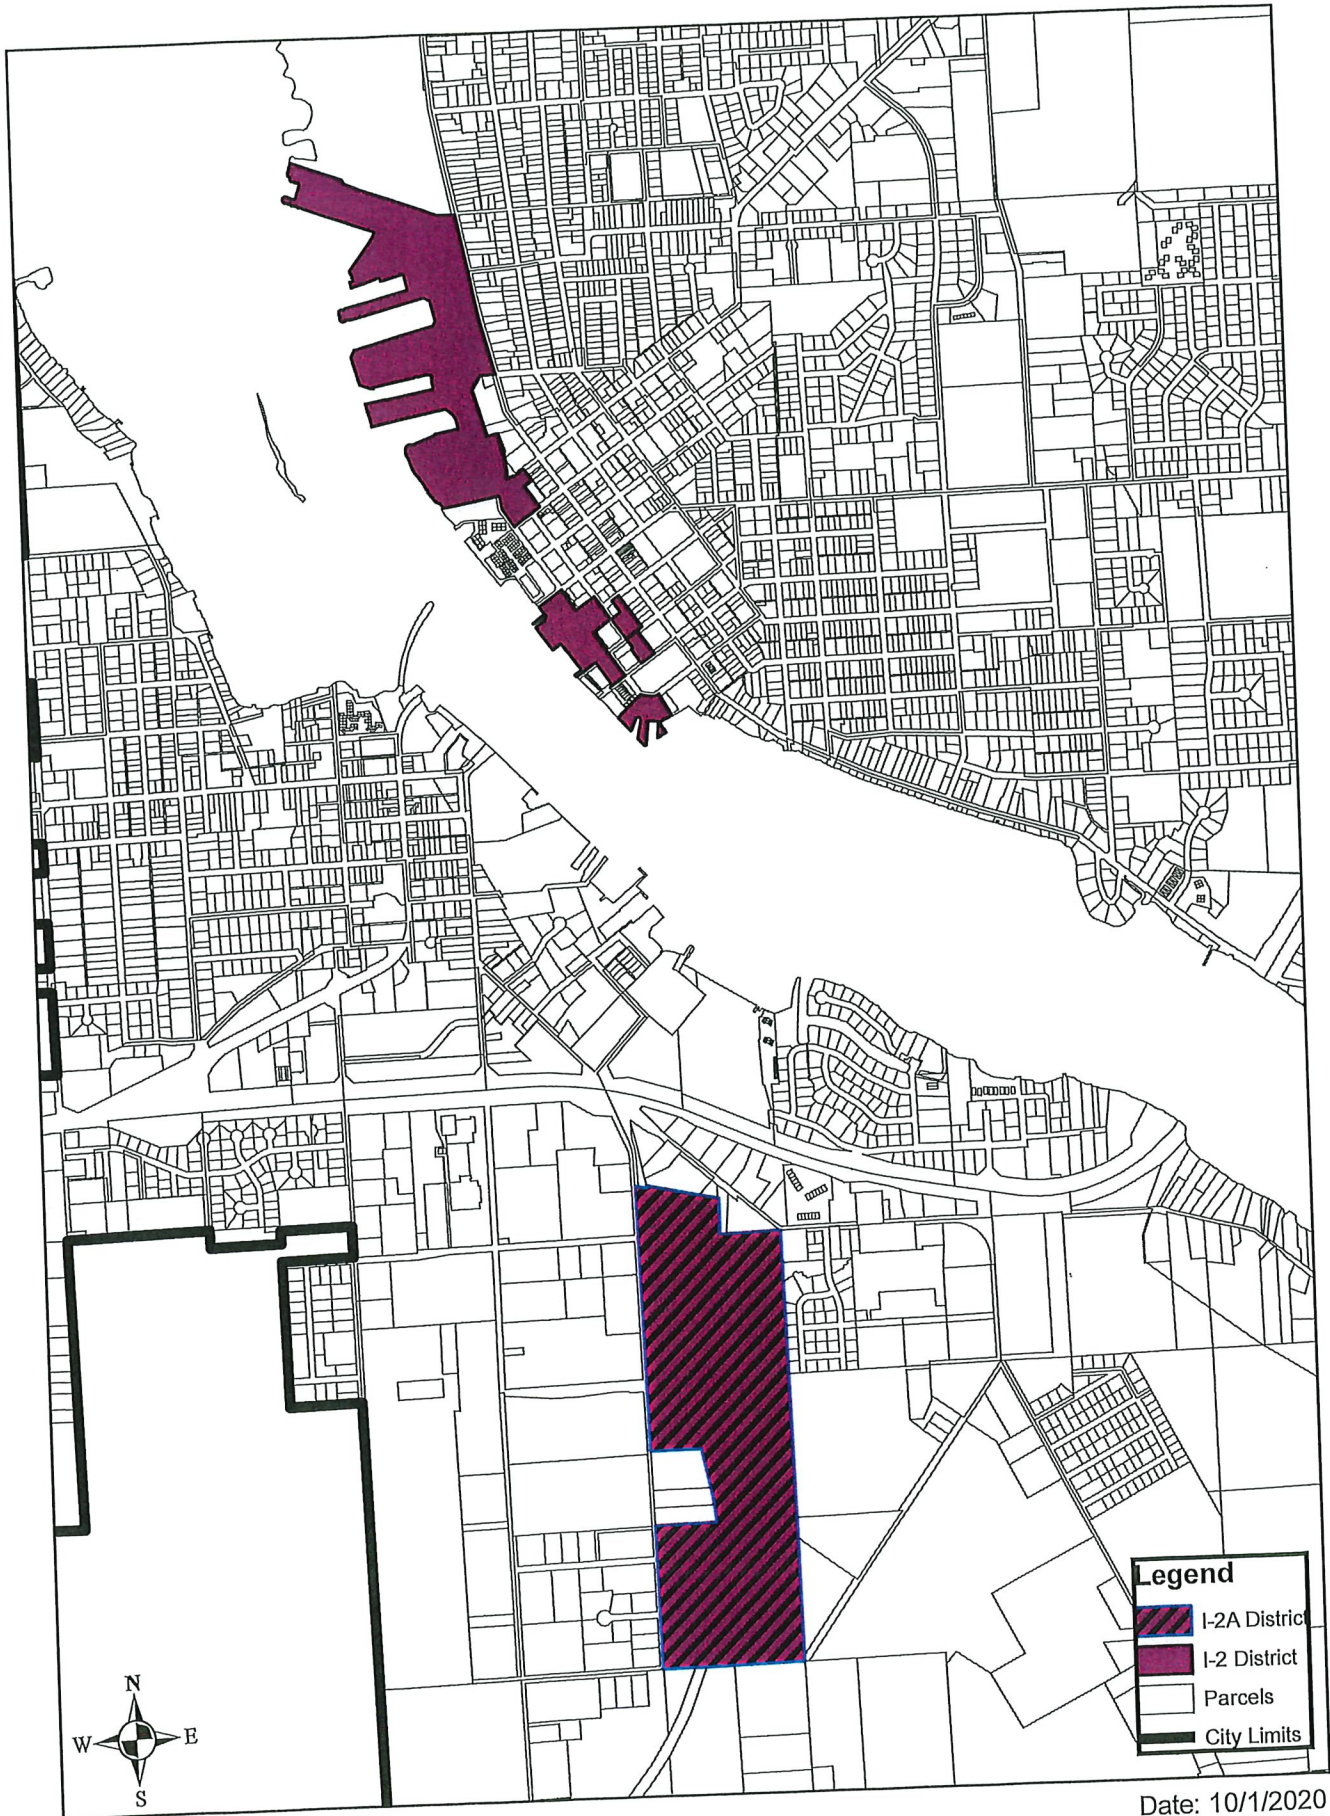 Legend
I-2A District
I-2 District
Parcels
City Limits
N
W E
S
Date: 10/1/2020